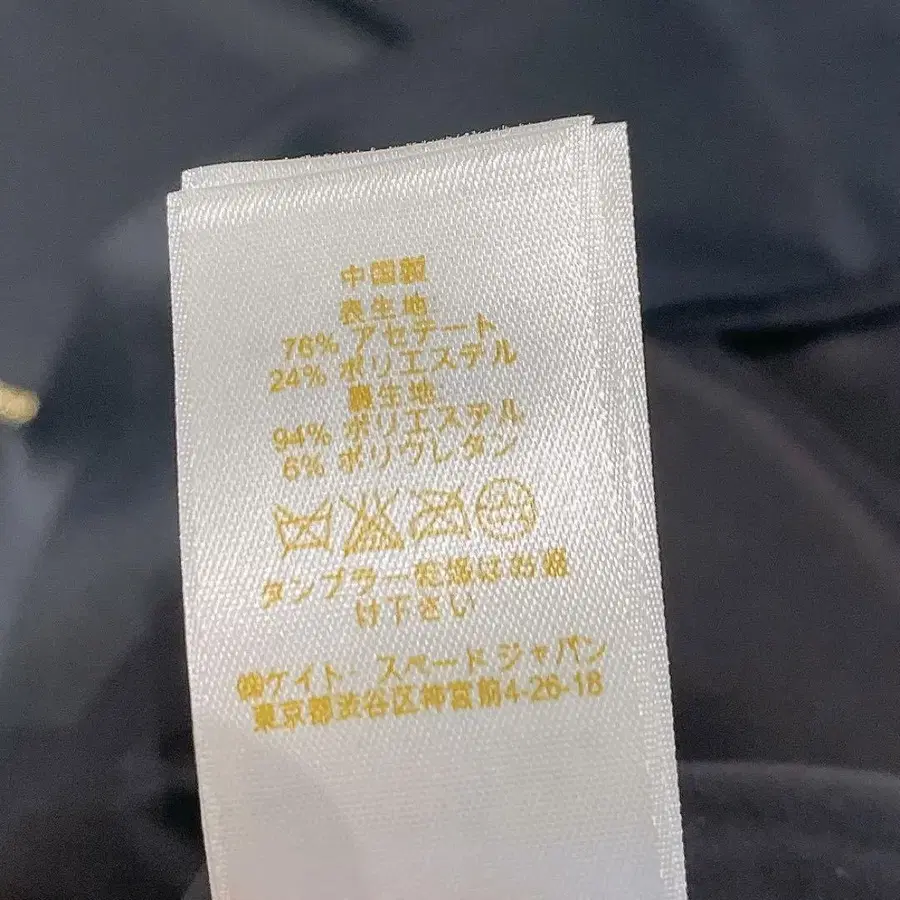 中国製
表生地
76% アセテート
24% ポリエステル
裏生地
94% ポリエステル
6% ポリウレタン
タンブラー乾燥はお避
け下さい
㈱ケイト・スペード ジャパン
東京都渋谷区神宮前4-26-18